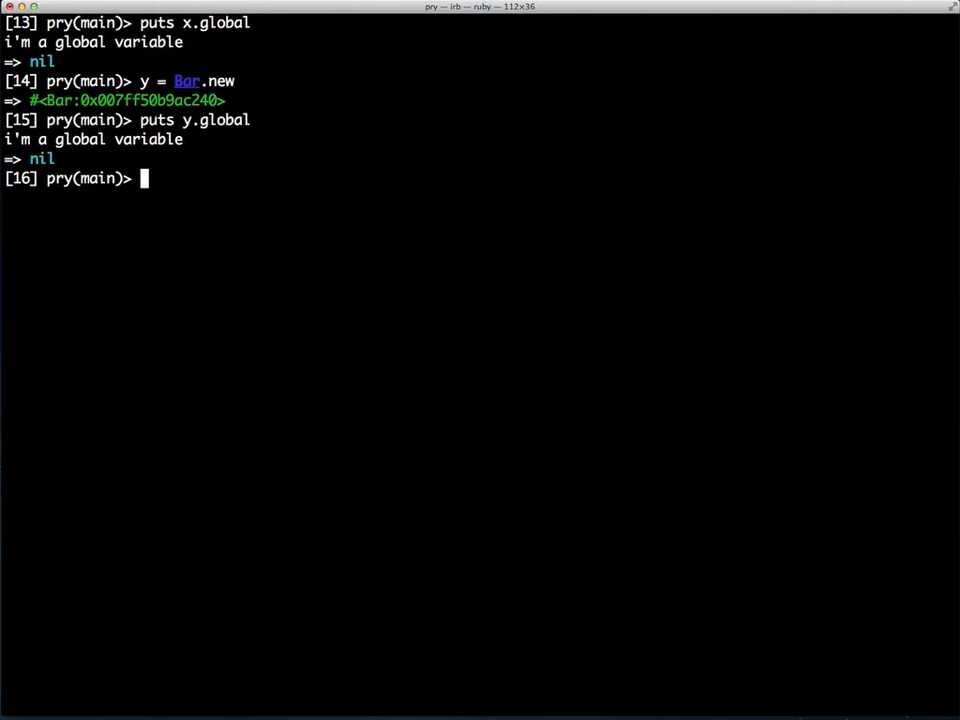 pry — irb — ruby — 112×36
[13] pry(main)> puts x.global
i'm a global variable
=> nil
[14] pry(main)> y = Bar.new
=> #<Bar:0x007ff50b9ac240>
[15] pry(main)> puts y.global
i'm a global variable
=> nil
[16] pry(main)>